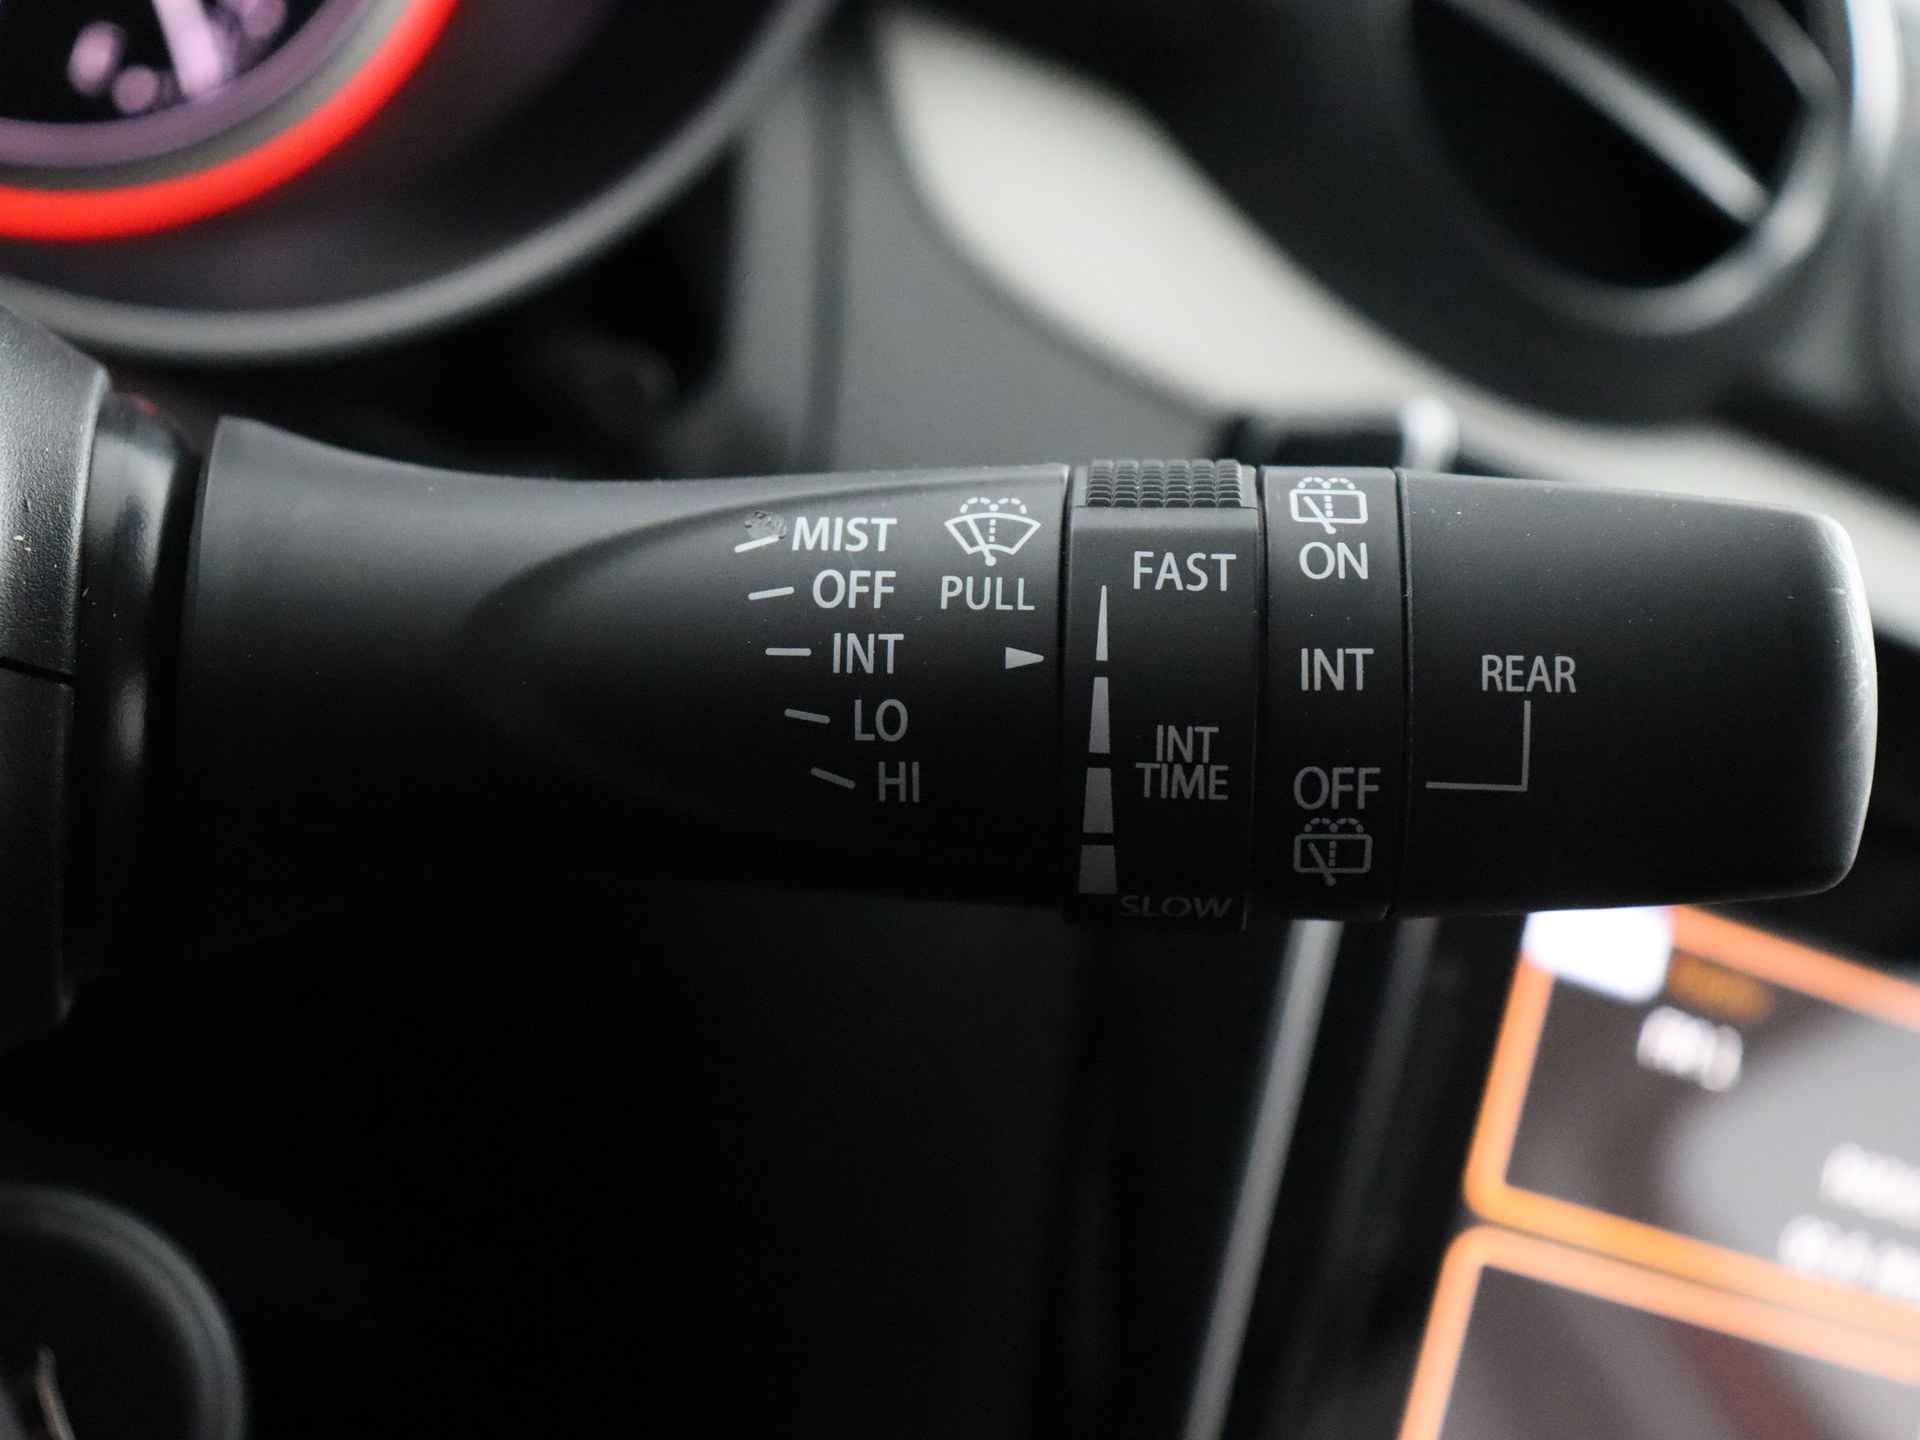 MIST
OFF
INT
LO
HI
PULL
FAST
INT
TIME
SLOW
ON
INT
OFF
REAR